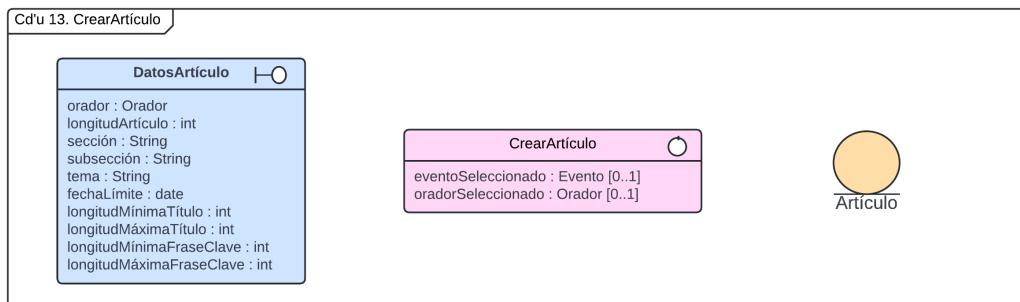 Cd'u 13. CrearArtículo
DatosArtículo
orador : Orador
longitudArtículo : int
sección : String
subsección : String
tema : String
fechaLímite : date
longitudMínimaTítulo : int
longitudMáximaTítulo : int
longitudMínimaFraseClave : int
longitudMáximaFraseClave : int
CrearArtículo
eventoSeleccionado : Evento [0..1]
oradorSeleccionado : Orador [0..1]
Artículo